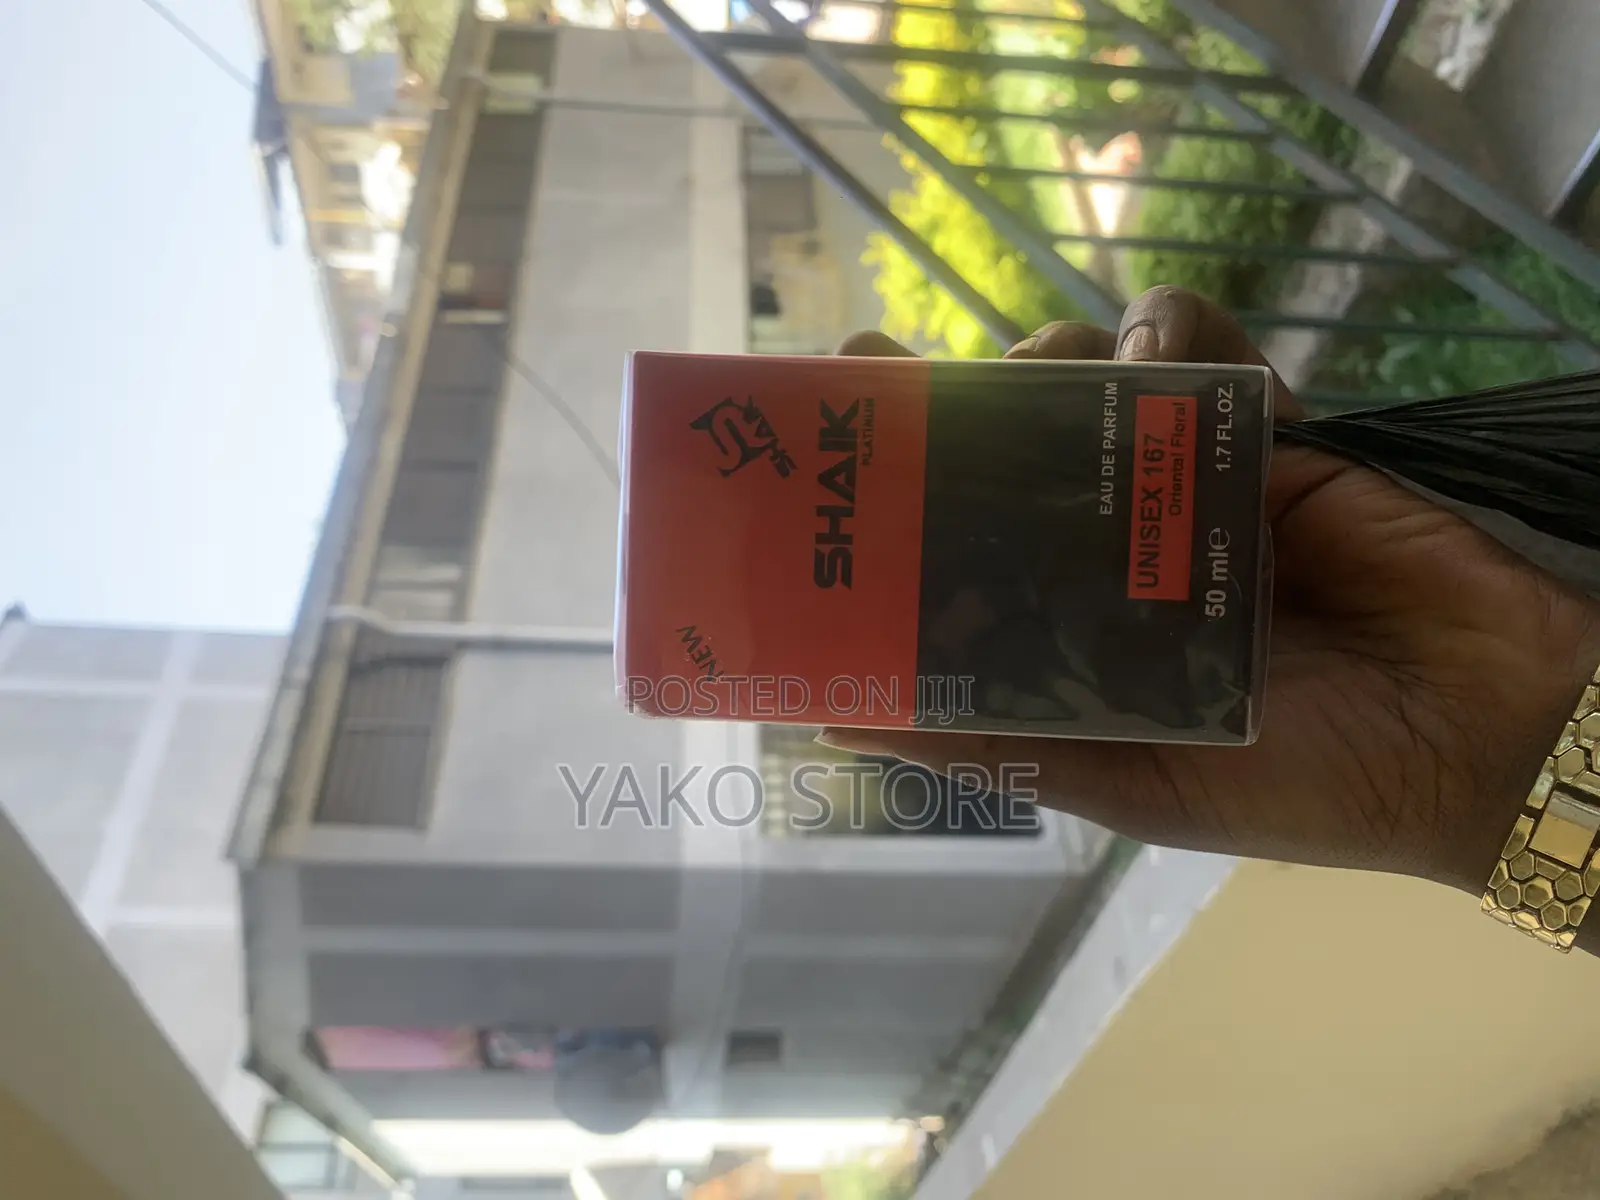 NEW
SHAIK
SHAIK
PLATINUM
EAU DE PARFUM
UNISEX 167
Oriental Floral
50 ml℮ 1.7 FL.OZ.
POSTED ON JIJI
YAKO STORE